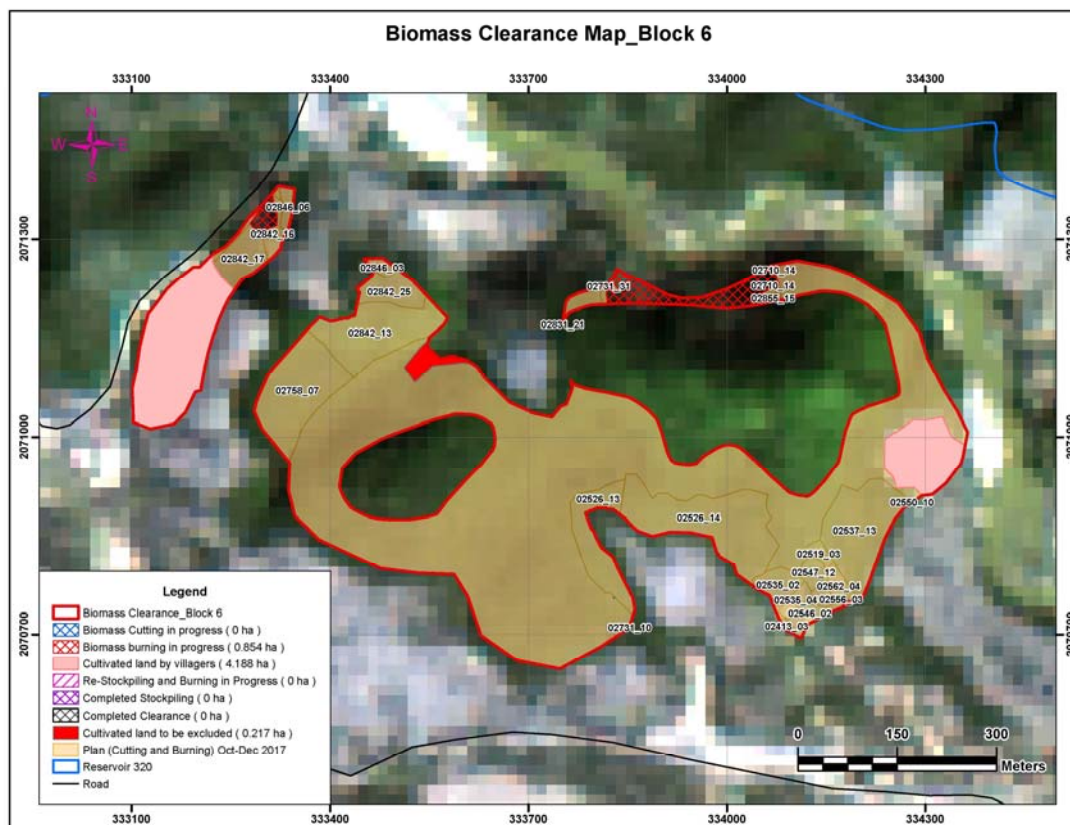 Biomass Clearance Map_Block 6
333100 333400 333700 334000 334300
N
W E
S
2071300 2071300
2071000 2071000
2070700 2070700
02846_06
02842_16
02842_17
02846_03
02842_25
02842_13
02758_07
02731_31
02831_21
02710_14
02710_14
02855_15
02550_10
02526_13
02526_14
02537_13
02519_03
02547_12
02535_02 02562_04
02535_04 02556_03
02546_02
02731_10 02413_03
Legend
Biomass Clearance_Block 6
Biomass Cutting in progress ( 0 ha )
Biomass burning in progress ( 0.854 ha )
Cultivated land by villagers ( 4.188 ha )
Re-Stockpiling and Burning in Progress ( 0 ha )
Completed Stockpiling ( 0 ha )
Completed Clearance ( 0 ha )
Cultivated land to be excluded ( 0.217 ha )
Plan (Cutting and Burning) Oct-Dec 2017
Reservoir 320
Road
0 150 300
Meters
333100 333400 333700 334000 334300